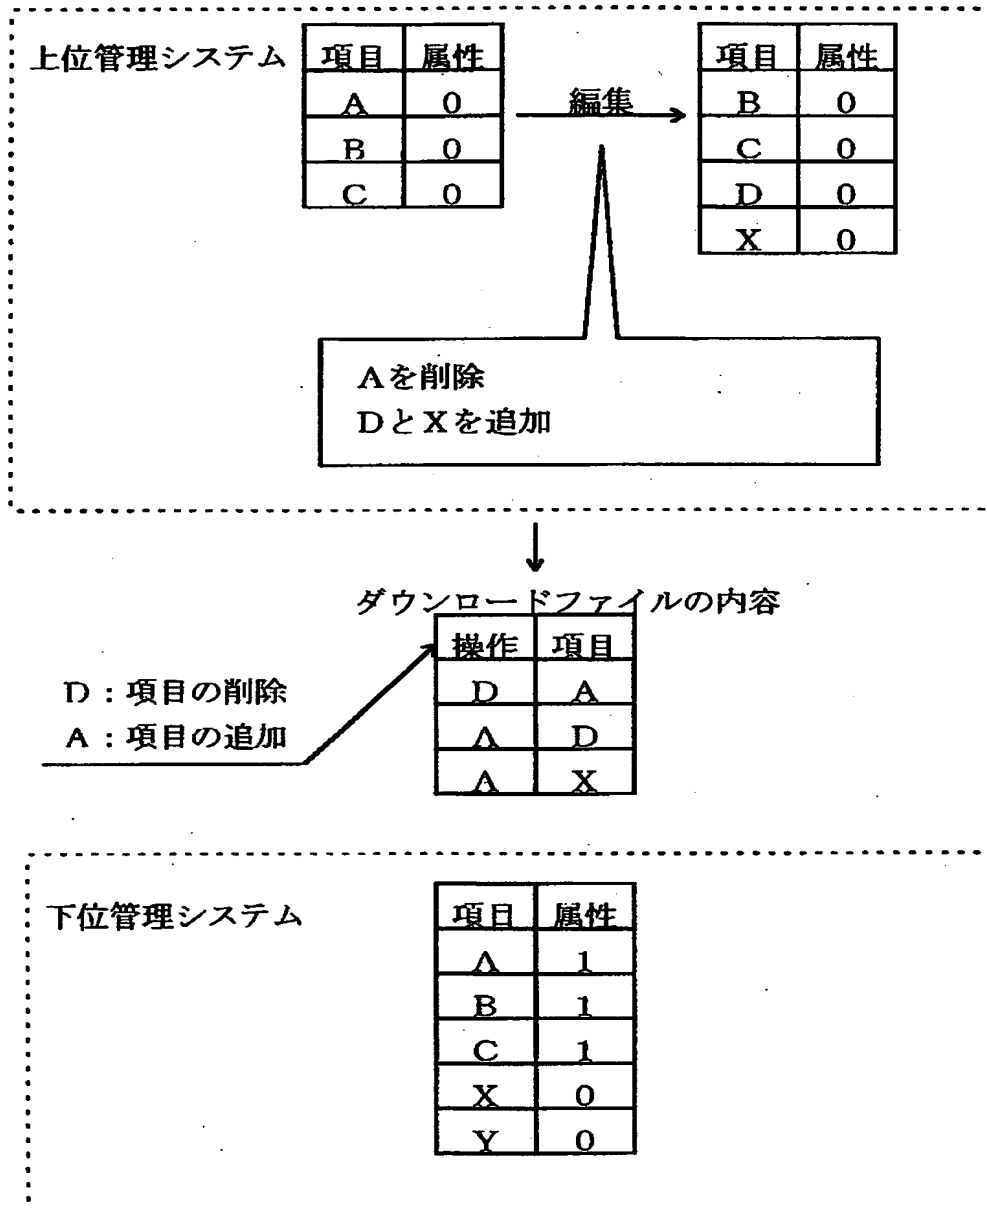 上位管理システム
項目 属性
A 0
B 0
C 0
編集
項目 属性
B 0
C 0
D 0
X 0
Aを削除
DとXを追加
ダウンロードファイルの内容
操作 項目
D A
A D
A X
D:項目の削除
A:項目の追加
下位管理システム
項目 属性
A 1
B 1
C 1
X 0
Y 0